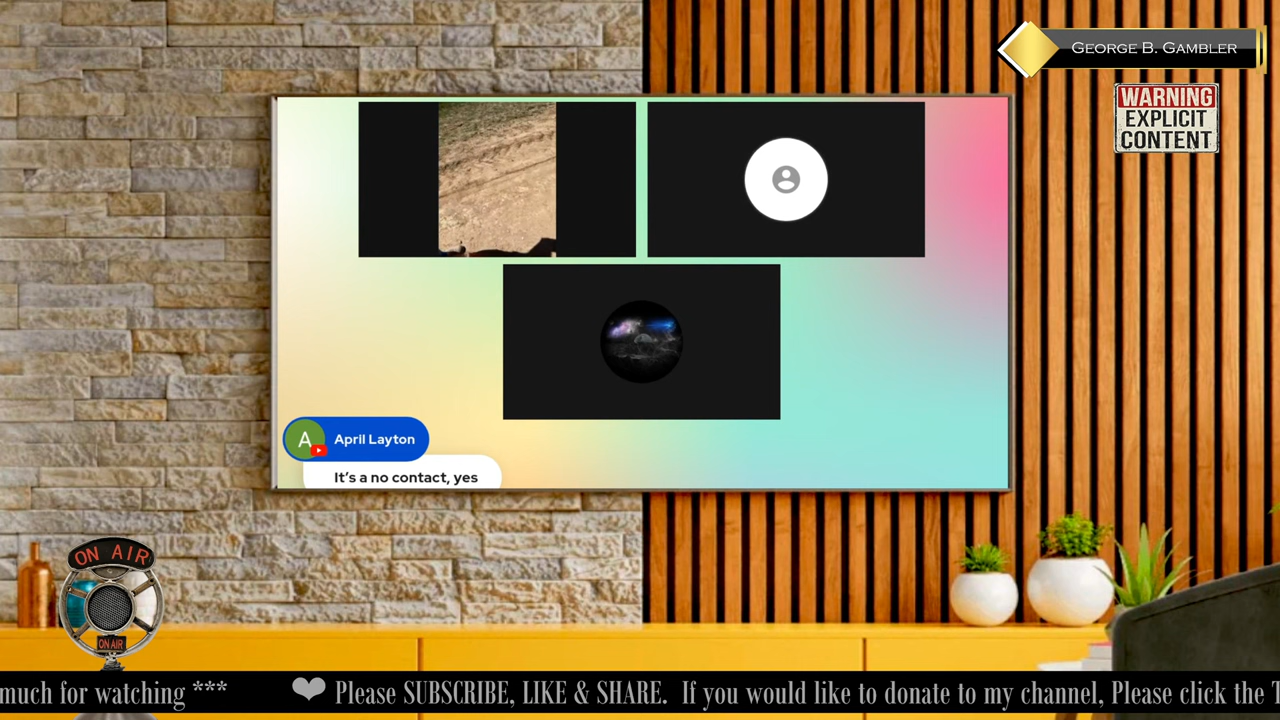 George B. Gambler
WARNING
EXPLICIT
CONTENT
A
April Layton
It's a no contact, yes
ON AIR
ON AIR
much for watching *** Please SUBSCRIBE, LIKE & SHARE. If you would like to donate to my channel, Please click the T